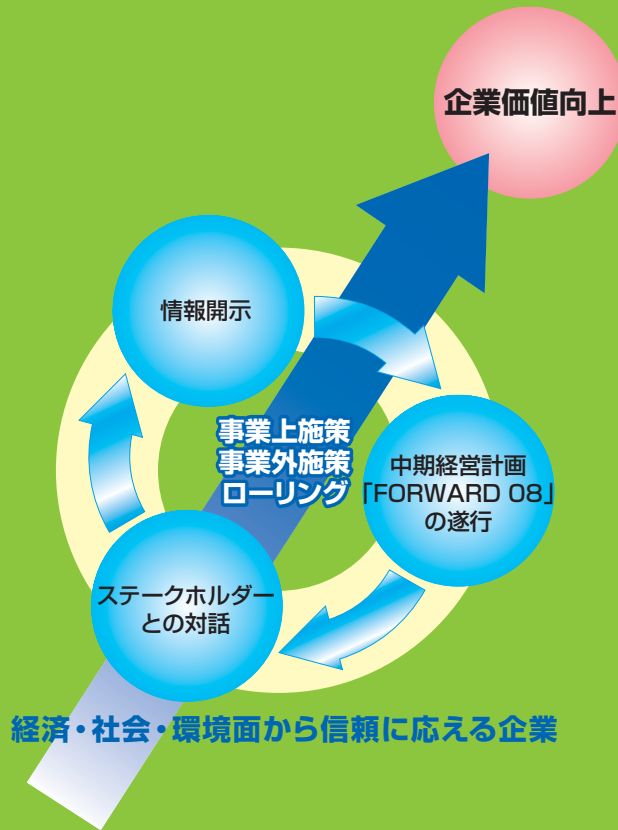 企業価値向上
情報開示
事業上施策
事業外施策
ローリング
中期経営計画
「FORWARD 08」
の遂行
ステークホルダー
との対話
経済・社会・環境面から信頼に応える企業